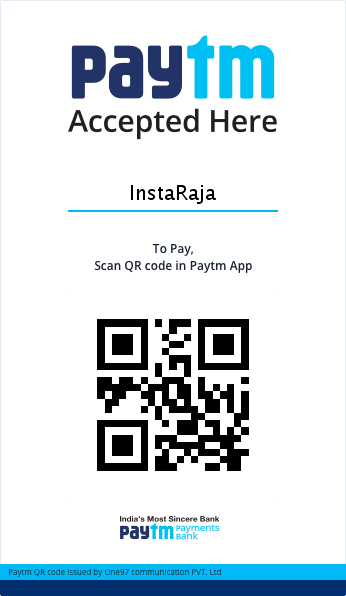 paytm
Accepted Here
InstaRaja
To Pay,
Scan QR code in Paytm App
India's Most Sincere Bank
paytm payments bank
Paytm QR code issued by One97 communication PVT. Ltd